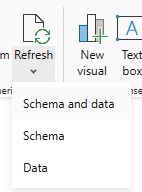 Refresh
New
visual
Text
box
Schema and data
Schema
Data